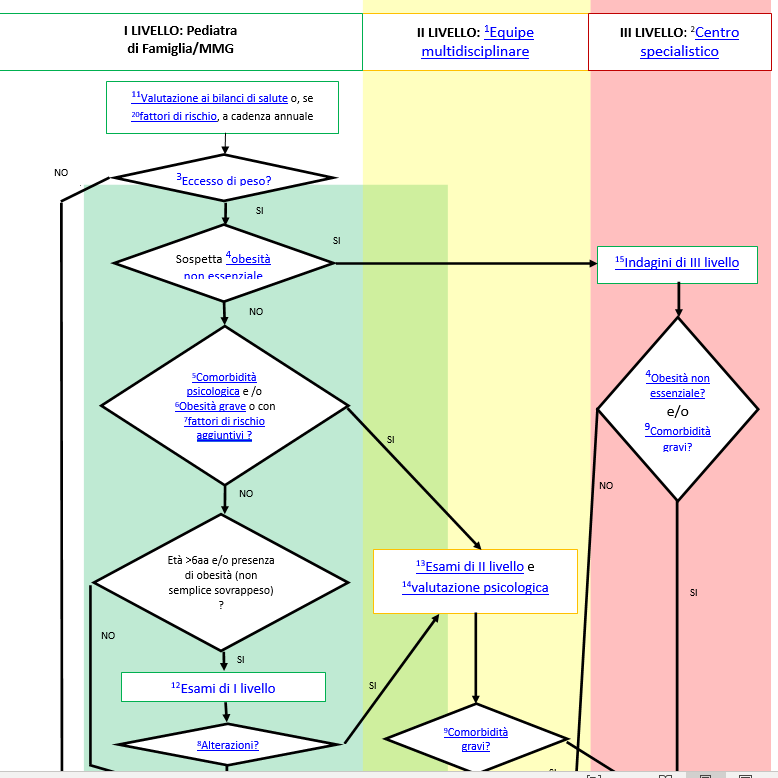 I LIVELLO: Pediatra
di Famiglia/MMG
II LIVELLO: ¹Equipe
multidisciplinare
III LIVELLO: ²Centro
specialistico
¹¹Valutazione ai bilanci di salute o, se
²⁰fattori di rischio, a cadenza annuale
NO
³Eccesso di peso?
SI
SI
Sospetta ⁴obesità
non essenziale
¹⁵Indagini di III livello
NO
⁵Comorbidità
psicologica e /o
⁶Obesità grave o con
⁷fattori di rischio
aggiuntivi ?
⁴Obesità non
essenziale?
e/o
⁹Comorbidità
gravi?
SI
NO
NO
Età >6aa e/o presenza
di obesità (non
semplice sovrappeso)
?
¹³Esami di II livello e
¹⁴valutazione psicologica
SI
NO
SI
¹²Esami di I livello
SI
⁸Alterazioni?
⁹Comorbidità
gravi?
SI